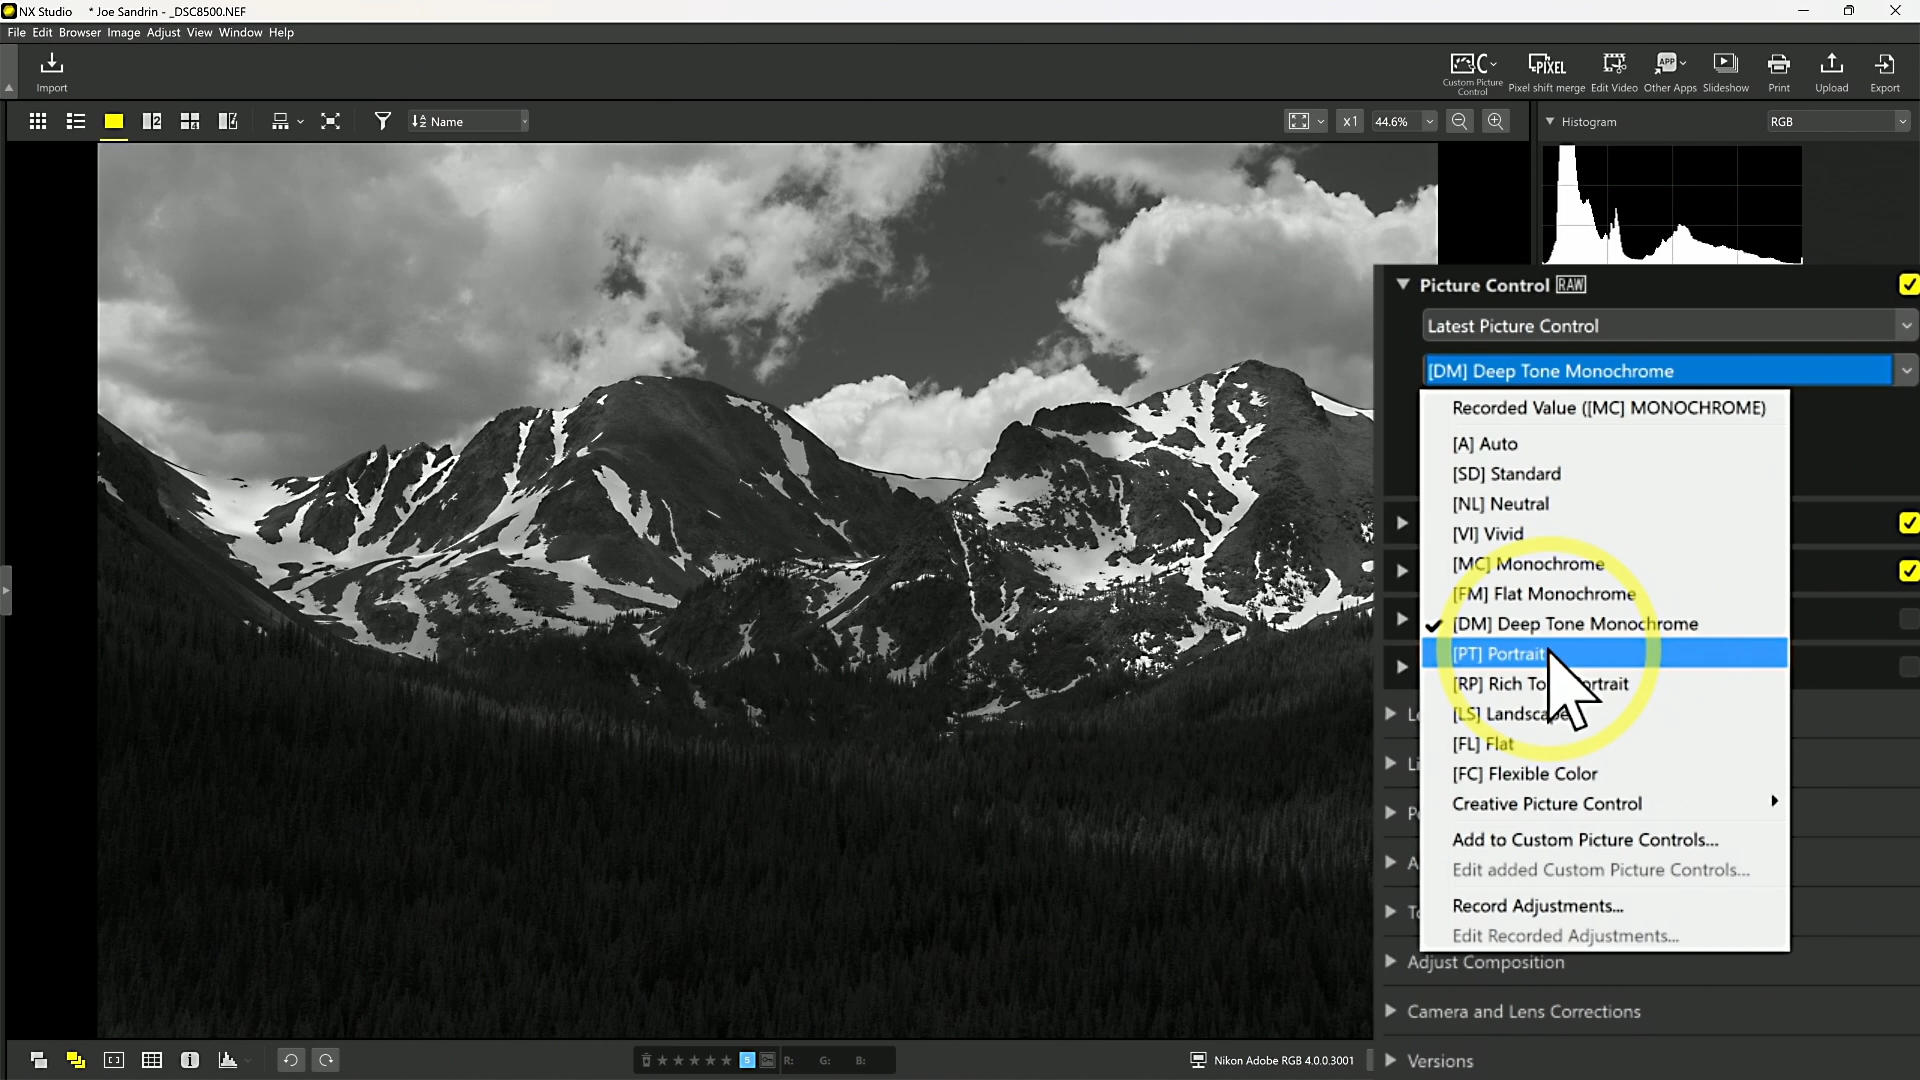 NX Studio * Joe Sandrin - _DSC8500.NEF
File Edit Browser Image Adjust View Window Help
Import
Custom Picture Control
Pixel shift merge
Edit Video
Other Apps
Slideshow
Print
Upload
Export
Name
x1
44.6%
Histogram
RGB
Picture Control RAW
Latest Picture Control
[DM] Deep Tone Monochrome
Recorded Value ([MC] MONOCHROME)
[A] Auto
[SD] Standard
[NL] Neutral
[VI] Vivid
[MC] Monochrome
[FM] Flat Monochrome
[DM] Deep Tone Monochrome
[PT] Portrait
[RP] Rich
[LS] Landscape
[FL] Flat
[FC] Flexible Color
Creative Picture Control
Add to Custom Picture Controls...
Edit added Custom Picture Controls...
Record Adjustments...
Edit Recorded Adjustments...
Adjust Composition
Camera and Lens Corrections
Versions
5
R: G: B:
Nikon Adobe RGB 4.0.0.3001